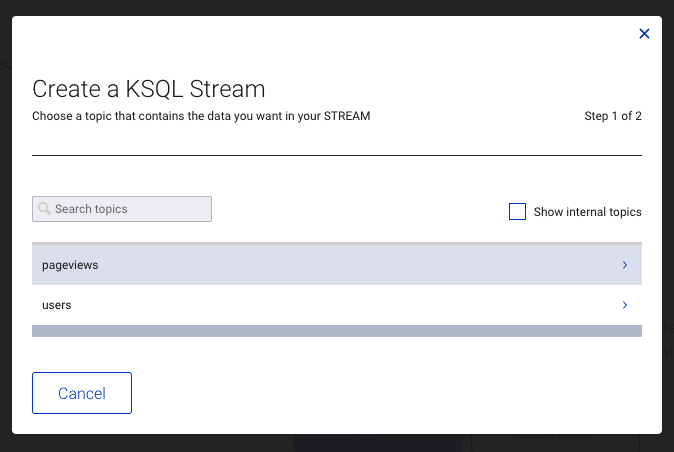 Create a KSQL Stream
Choose a topic that contains the data you want in your STREAM
Step 1 of 2
Search topics
Show internal topics
pageviews
users
Cancel